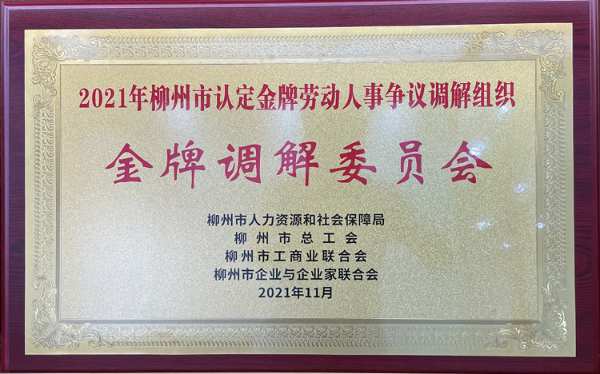 2021年柳州市认定金牌劳动人事争议调解组织
金牌调解委员会
柳州市人力资源和社会保障局
柳州市总工会
柳州市工商业联合会
柳州市企业与企业家联合会
2021年11月